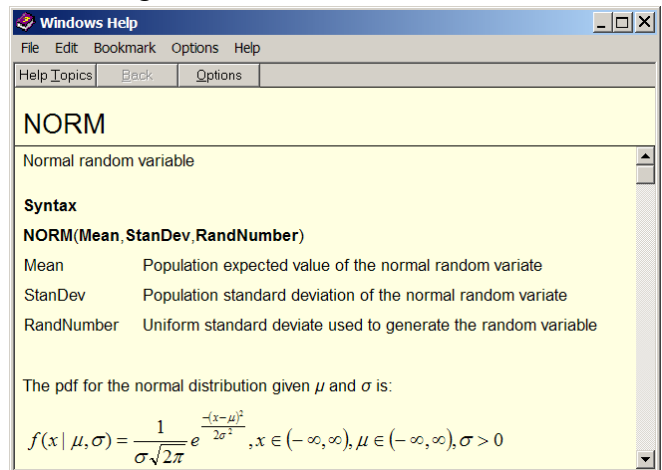 Windows Help
File Edit Bookmark Options Help
Help Topics Back Options
NORM
Normal random variable
Syntax
NORM(Mean,StanDev,RandNumber)
Mean Population expected value of the normal random variate
StanDev Population standard deviation of the normal random variate
RandNumber Uniform standard deviate used to generate the random variable
The pdf for the normal distribution given μ and σ is:
f(x | μ,σ) = 1/(σ√2π) e^(-(x-μ)²/2σ²), x ∈ (-∞,∞), μ ∈ (-∞,∞), σ > 0